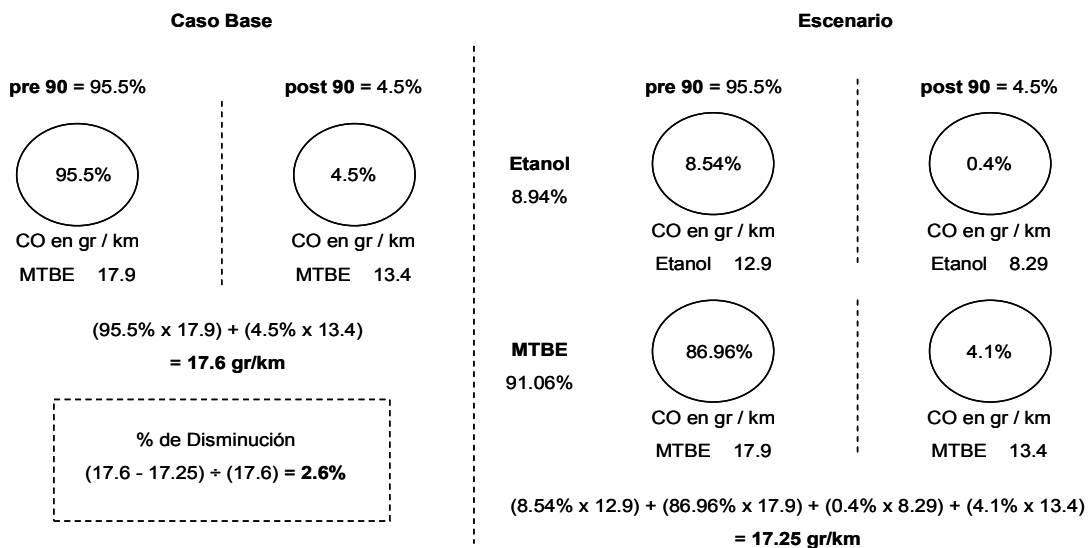 Caso Base
pre 90 = 95.5%
post 90 = 4.5%
95.5%
4.5%
CO en gr / km
MTBE 17.9
CO en gr / km
MTBE 13.4
(95.5% x 17.9) + (4.5% x 13.4)
= 17.6 gr/km
% de Disminución
(17.6 - 17.25) ÷ (17.6) = 2.6%
Escenario
pre 90 = 95.5%
post 90 = 4.5%
Etanol
8.94%
8.54%
0.4%
CO en gr / km
Etanol 12.9
CO en gr / km
Etanol 8.29
MTBE
91.06%
86.96%
4.1%
CO en gr / km
MTBE 17.9
CO en gr / km
MTBE 13.4
(8.54% x 12.9) + (86.96% x 17.9) + (0.4% x 8.29) + (4.1% x 13.4)
= 17.25 gr/km